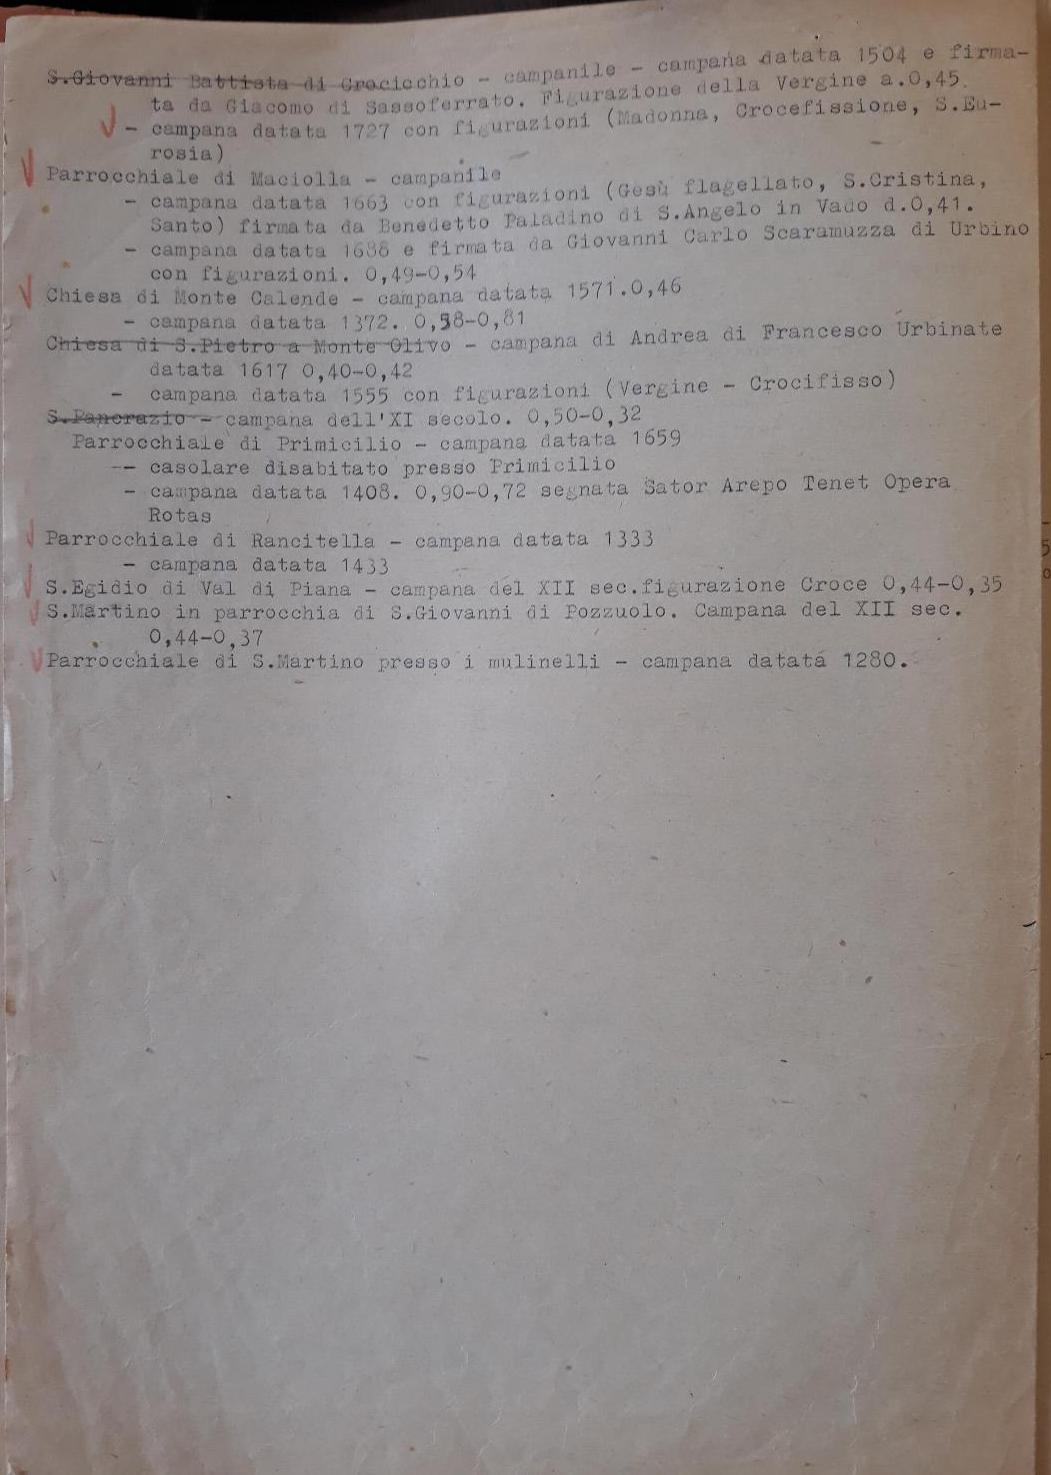 S.Giovanni Battista di Crocicchio - campanile - campana datata 1504 e firma-
ta da Giacomo di Sassoferrato. Figurazione della Vergine a.0,45.
- campana datata 1727 con figurazioni (Madonna, Crocefissione, S.Eu-
rosia)
Parrocchiale di Maciolla - campanile
- campana datata 1663 con figurazioni (Gesù flagellato, S.Cristina,
Santo) firmata da Benedetto Paladino di S.Angelo in Vado d.0,41.
- campana datata 1686 e firmata da Giovanni Carlo Scaramuzza di Urbino
con figurazioni. 0,49-0,54
Chiesa di Monte Calende - campana datata 1571.0,46
- campana datata 1372. 0,58-0,81
Chiesa di S.Pietro a Monte Olivo - campana di Andrea di Francesco Urbinate
datata 1617 0,40-0,42
- campana datata 1555 con figurazioni (Vergine - Crocifisso)
S.Pancrazio - campana dell'XI secolo. 0,50-0,32
Parrocchiale di Primicilio - campana datata 1659
-- casolare disabitato presso Primicilio
- campana datata 1408. 0,90-0,72 segnata Sator Arepo Tenet Opera
Rotas
Parrocchiale di Rancitella - campana datata 1333
- campana datata 1433
S.Egidio di Val di Piana - campana del XII sec.figurazione Croce 0,44-0,35
S.Martino in parrocchia di S.Giovanni di Pozzuolo. Campana del XII sec.
0,44-0,37
Parrocchiale di S.Martino presso i mulinelli - campana datata 1280.